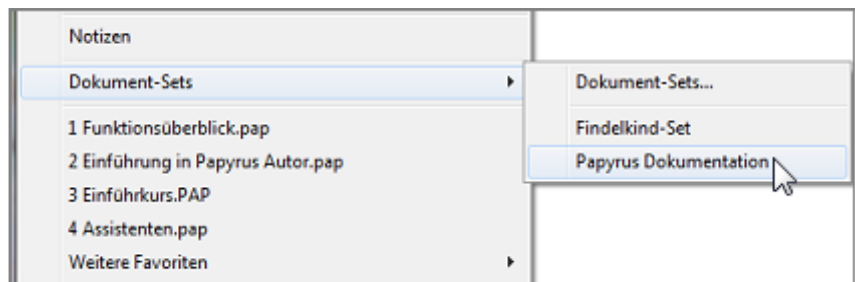 Notizen
Dokument-Sets
1 Funktionsüberblick.pap
2 Einführung in Papyrus Autor.pap
3 Einführkurs.PAP
4 Assistenten.pap
Weitere Favoriten
Dokument-Sets...
Findelkind-Set
Papyrus Dokumentation